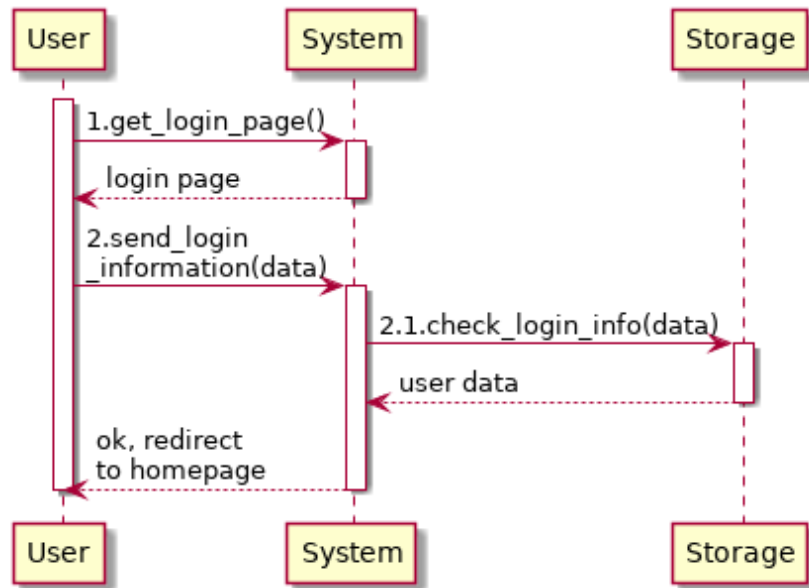 User
System
Storage
1.get_login_page()
login page
2.send_login
_information(data)
2.1.check_login_info(data)
user data
ok, redirect
to homepage
User
System
Storage